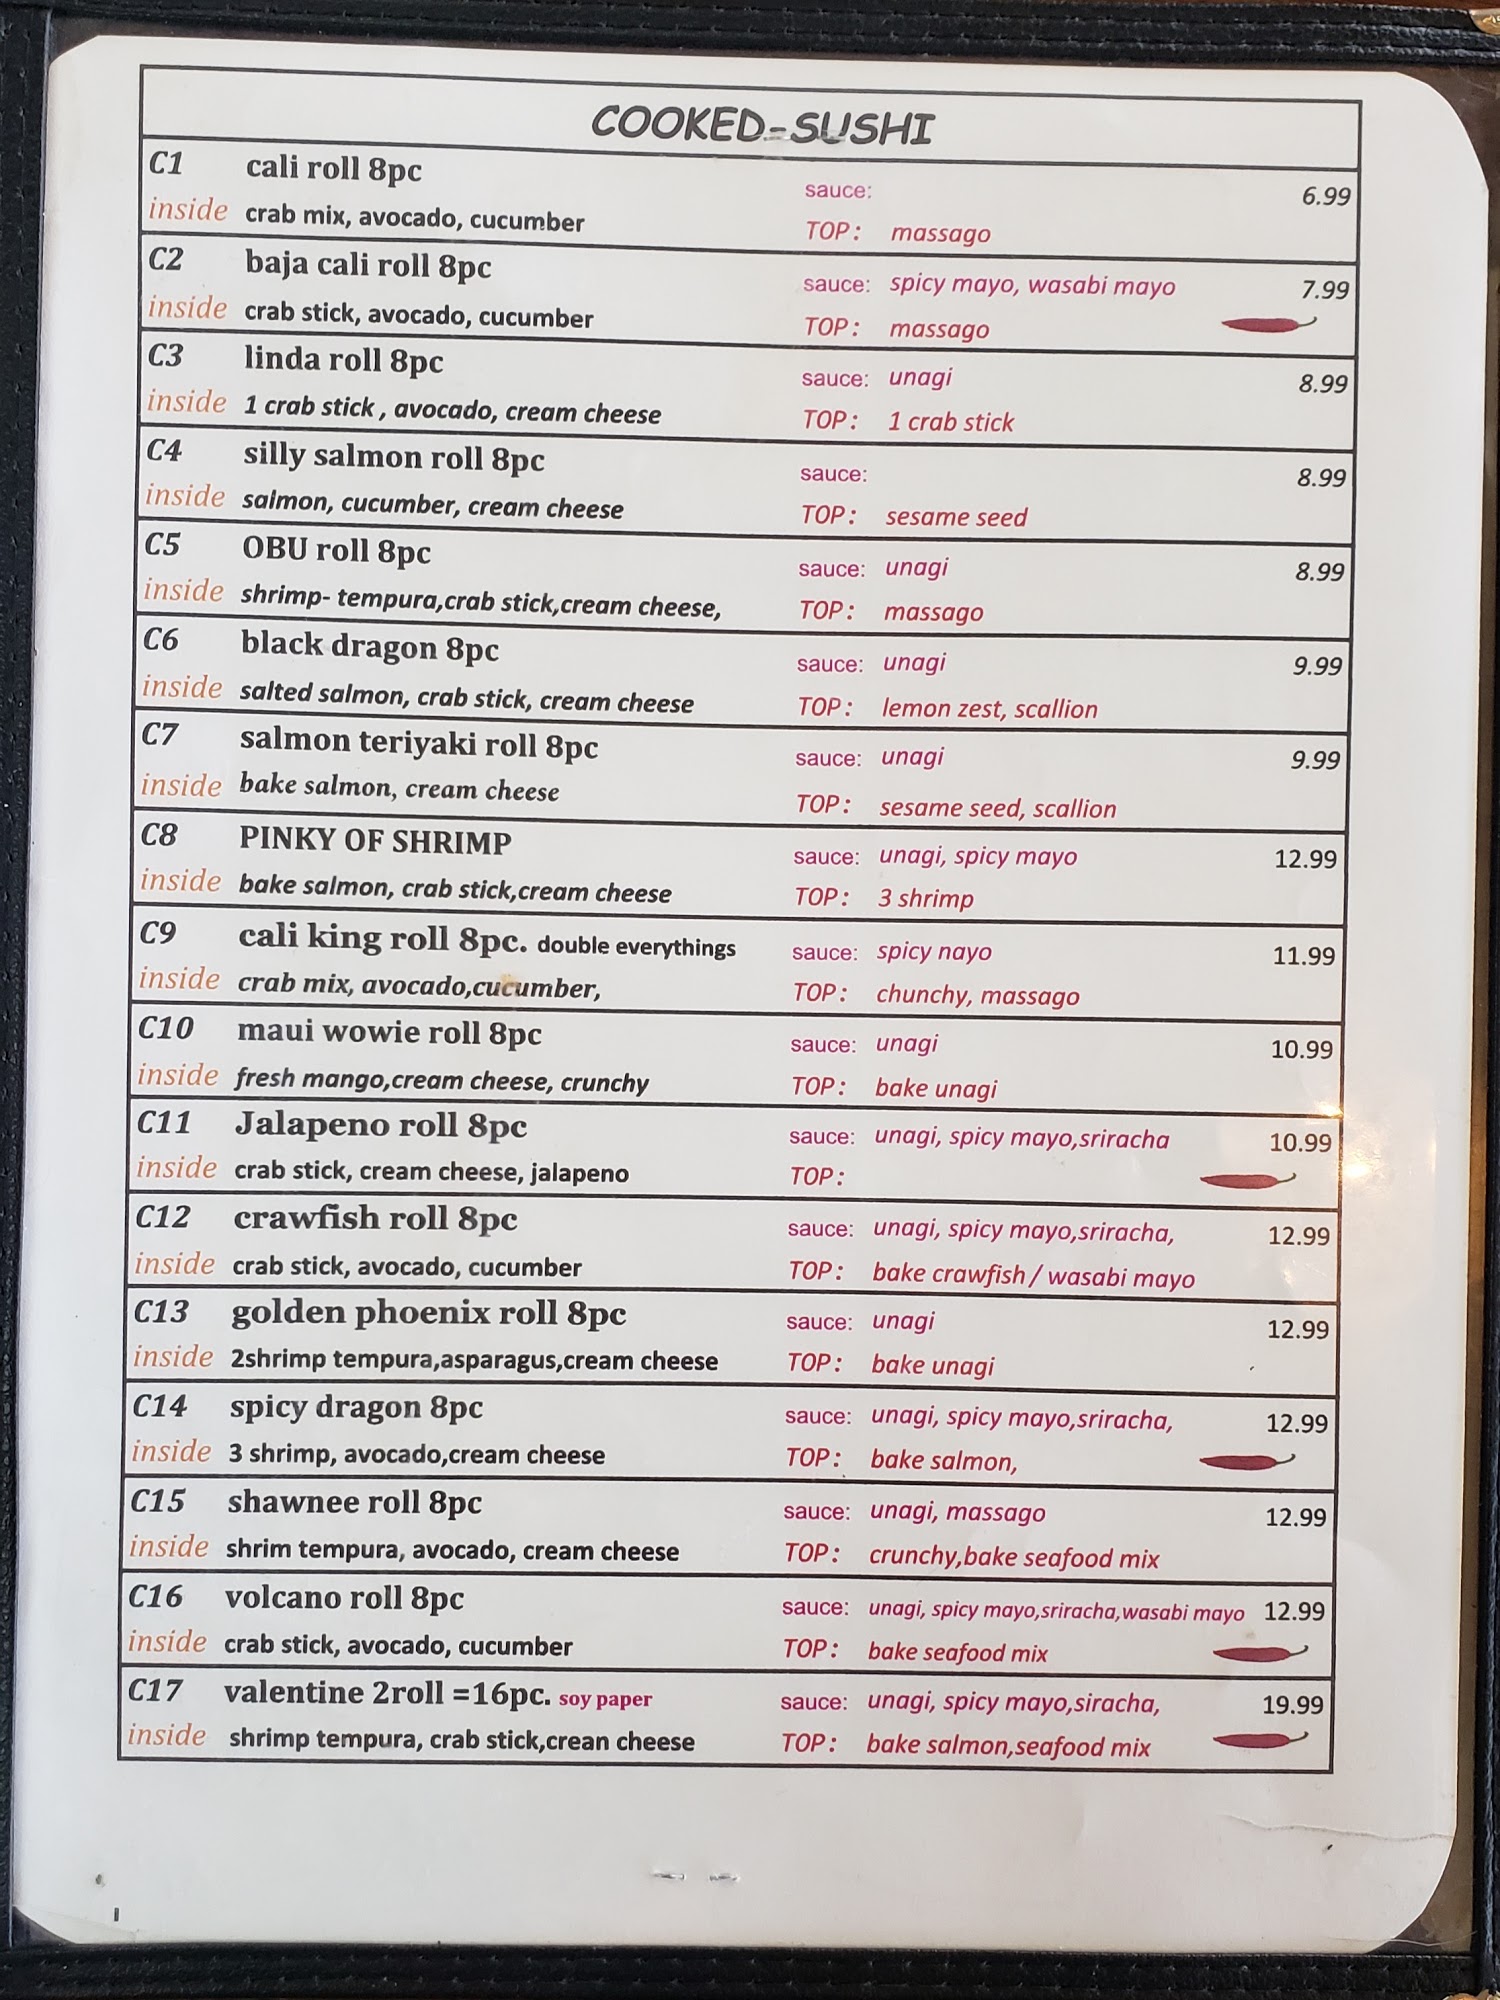 COOKED-SUSHI
C1 cali roll 8pc sauce: 6.99
inside crab mix, avocado, cucumber TOP: massago
C2 baja cali roll 8pc sauce: spicy mayo, wasabi mayo 7.99
inside crab stick, avocado, cucumber TOP: massago
C3 linda roll 8pc sauce: unagi 8.99
inside 1 crab stick , avocado, cream cheese TOP: 1 crab stick
C4 silly salmon roll 8pc sauce: 8.99
inside salmon, cucumber, cream cheese TOP: sesame seed
C5 OBU roll 8pc sauce: unagi 8.99
inside shrimp- tempura,crab stick,cream cheese, TOP: massago
C6 black dragon 8pc sauce: unagi 9.99
inside salted salmon, crab stick, cream cheese TOP: lemon zest, scallion
C7 salmon teriyaki roll 8pc sauce: unagi 9.99
inside bake salmon, cream cheese TOP: sesame seed, scallion
C8 PINKY OF SHRIMP sauce: unagi, spicy mayo 12.99
inside bake salmon, crab stick,cream cheese TOP: 3 shrimp
C9 cali king roll 8pc. double everythings sauce: spicy nayo 11.99
inside crab mix, avocado,cucumber, TOP: chunchy, massago
C10 maui wowie roll 8pc sauce: unagi 10.99
inside fresh mango,cream cheese, crunchy TOP: bake unagi
C11 Jalapeno roll 8pc sauce: unagi, spicy mayo,sriracha 10.99
inside crab stick, cream cheese, jalapeno TOP:
C12 crawfish roll 8pc sauce: unagi, spicy mayo,sriracha, 12.99
inside crab stick, avocado, cucumber TOP: bake crawfish / wasabi mayo
C13 golden phoenix roll 8pc sauce: unagi 12.99
inside 2shrimp tempura,asparagus,cream cheese TOP: bake unagi
C14 spicy dragon 8pc sauce: unagi, spicy mayo,sriracha, 12.99
inside 3 shrimp, avocado,cream cheese TOP: bake salmon,
C15 shawnee roll 8pc sauce: unagi, massago 12.99
inside shrim tempura, avocado, cream cheese TOP: crunchy,bake seafood mix
C16 volcano roll 8pc sauce: unagi, spicy mayo,sriracha,wasabi mayo 12.99
inside crab stick, avocado, cucumber TOP: bake seafood mix
C17 valentine 2roll =16pc. soy paper sauce: unagi, spicy mayo,siracha, 19.99
inside shrimp tempura, crab stick,crean cheese TOP: bake salmon,seafood mix